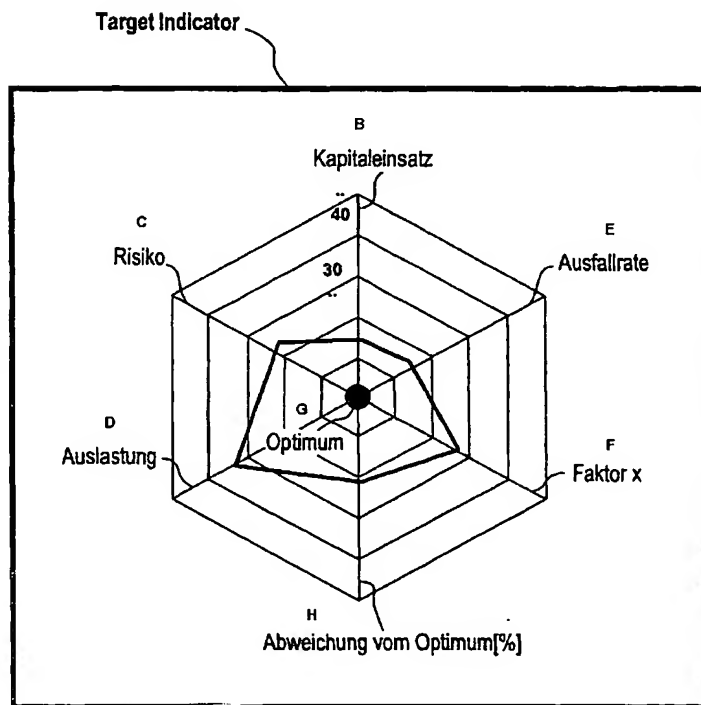 Target Indicator
B
Kapitaleinsatz
..
40
C
Risiko
E
Ausfallrate
30
..
G
Optimum
D
Auslastung
F
Faktor x
H
Abweichung vom Optimum[%]